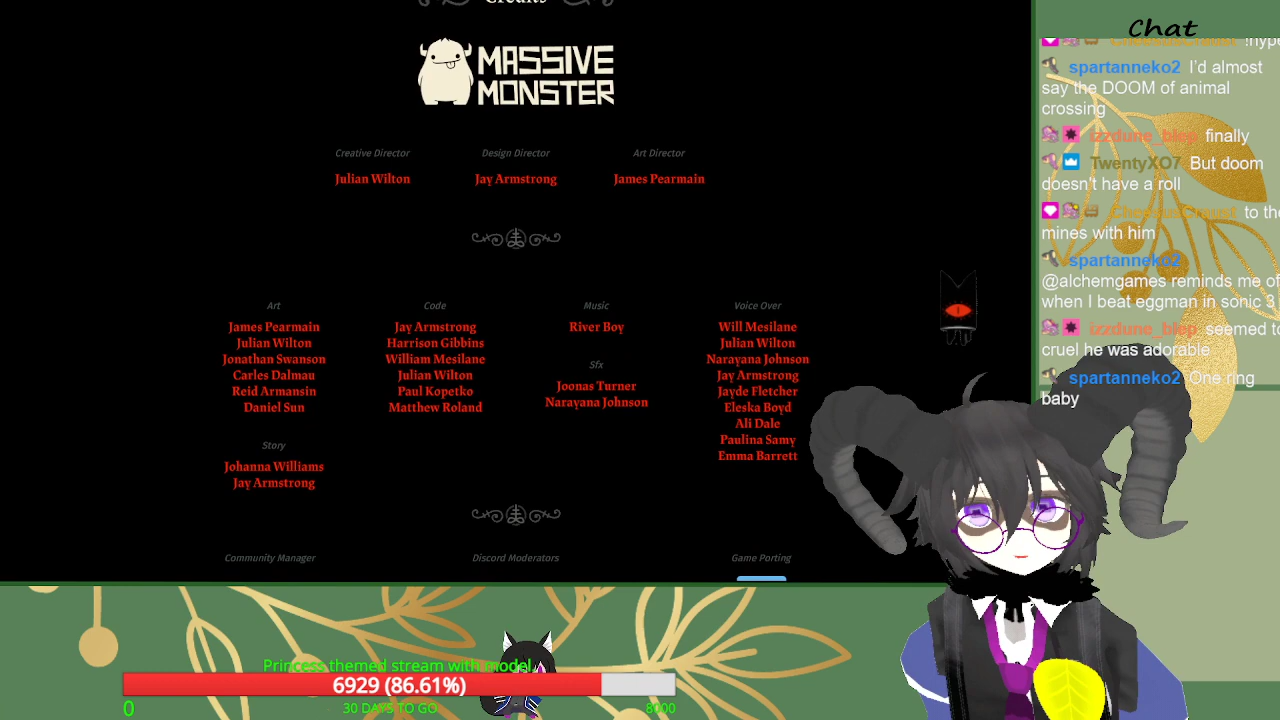 Credits
MASSIVE
MONSTER
Creative Director
Julian Wilton
Design Director
Jay Armstrong
Art Director
James Pearmain
Art
James Pearmain
Julian Wilton
Jonathan Swanson
Carles Dalmau
Reid Armansin
Daniel Sun
Story
Johanna Williams
Jay Armstrong
Code
Jay Armstrong
Harrison Gibbins
William Mesilane
Julian Wilton
Paul Kopetko
Matthew Roland
Music
River Boy
Sfx
Joonas Turner
Narayana Johnson
Voice Over
Will Mesilane
Julian Wilton
Narayana Johnson
Jay Armstrong
Jayde Fletcher
Eleska Boyd
Ali Dale
Paulina Samy
Emma Barrett
Community Manager
Discord Moderators
Game Porting
Chat
!hype
spartanneko2 I'd almost
say the DOOM of animal
crossing
izzdune_blep finally
TwentyXO7 But doom
doesn't have a roll
to the
mines with him
spartanneko2
@alchemgames reminds me of
when I beat eggman in sonic 3
izzdune_blep seemed to
cruel he was adorable
spartanneko2 One ring
baby
Princess themed stream with model
6929 (86.61%)
0
30 DAYS TO GO
8000